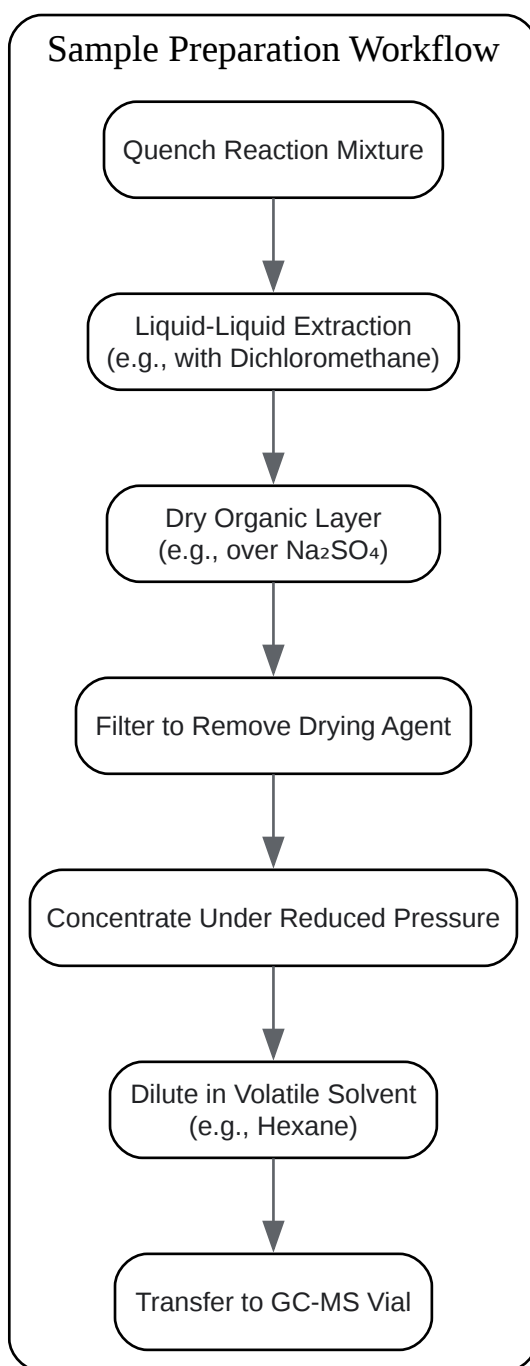 Sample Preparation Workflow
Quench Reaction Mixture
Liquid-Liquid Extraction
(e.g., with Dichloromethane)
Dry Organic Layer
(e.g., over Na₂SO₄)
Filter to Remove Drying Agent
Concentrate Under Reduced Pressure
Dilute in Volatile Solvent
(e.g., Hexane)
Transfer to GC-MS Vial